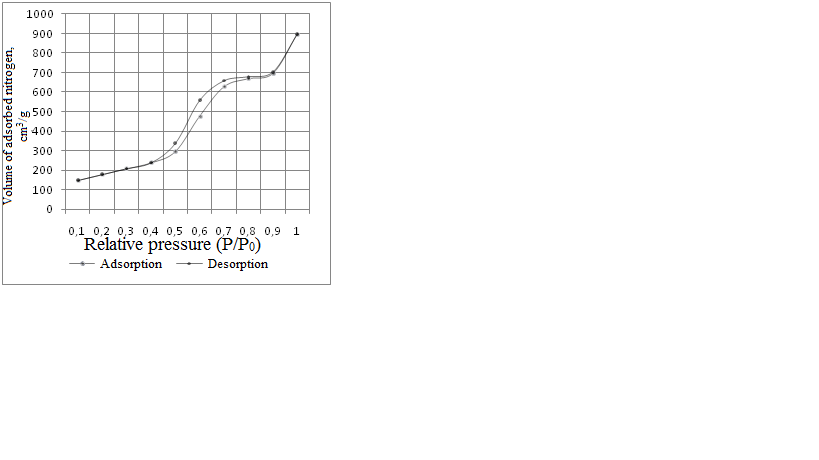 1000
900
800
700
600
500
400
300
200
100
0
Volume of adsorbed nitrogen,
cm³/g
0,1 0,2 0,3 0,4 0,5 0,6 0,7 0,8 0,9 1
Relative pressure (P/P₀)
Adsorption Desorption